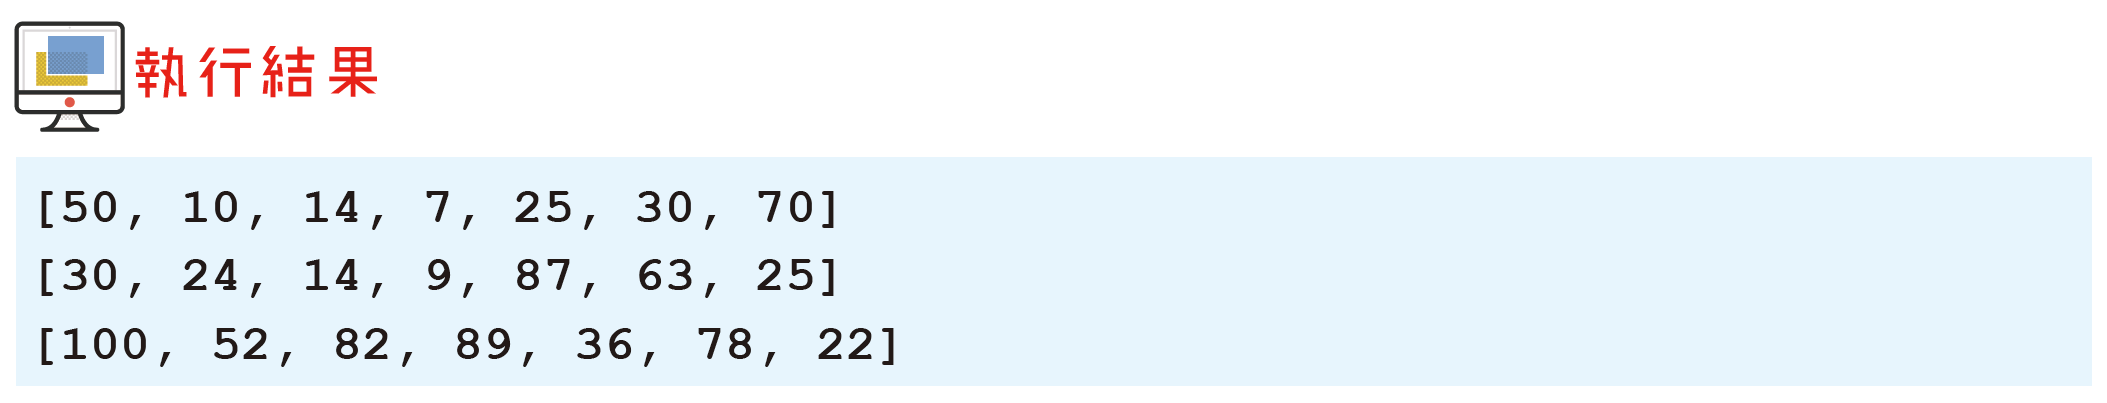 執行結果
[50, 10, 14, 7, 25, 30, 70]
[30, 24, 14, 9, 87, 63, 25]
[100, 52, 82, 89, 36, 78, 22]